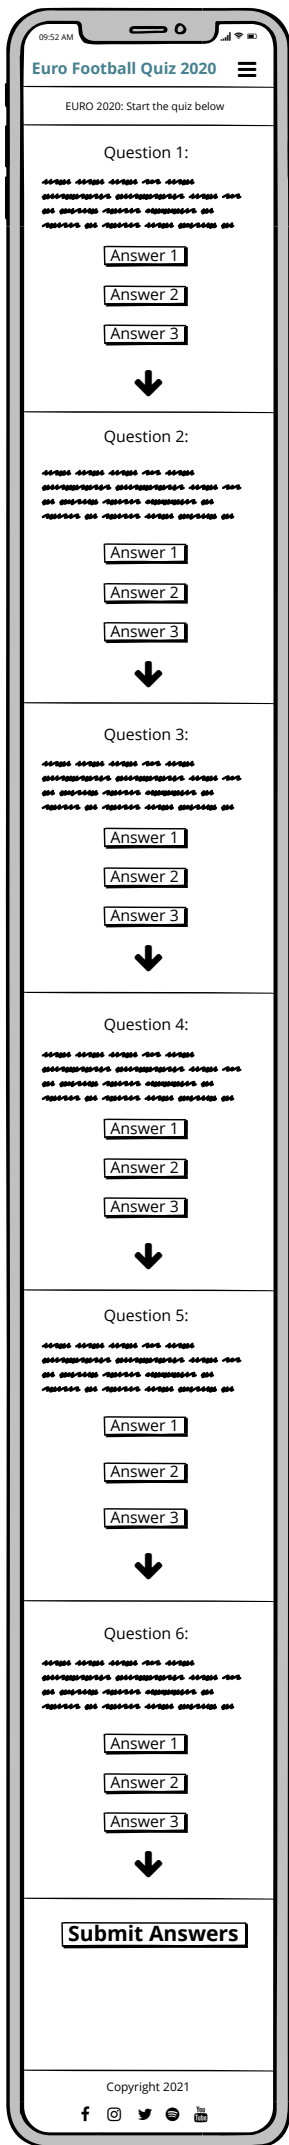 09:52 AM
Euro Football Quiz 2020
EURO 2020: Start the quiz below
Question 1:
Answer 1
Answer 2
Answer 3
Question 2:
Answer 1
Answer 2
Answer 3
Question 3:
Answer 1
Answer 2
Answer 3
Question 4:
Answer 1
Answer 2
Answer 3
Question 5:
Answer 1
Answer 2
Answer 3
Question 6:
Answer 1
Answer 2
Answer 3
Submit Answers
Copyright 2021
You
Tube